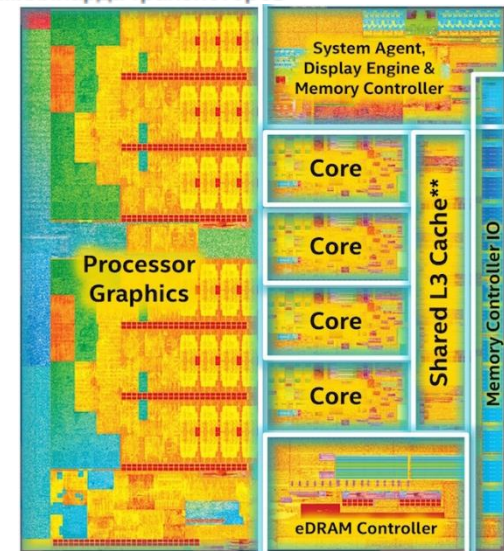 System Agent,
Display Engine &
Memory Controller
Core
Core
Core
Core
Shared L3 Cache**
Memory Controller IO
Processor
Graphics
eDRAM Controller